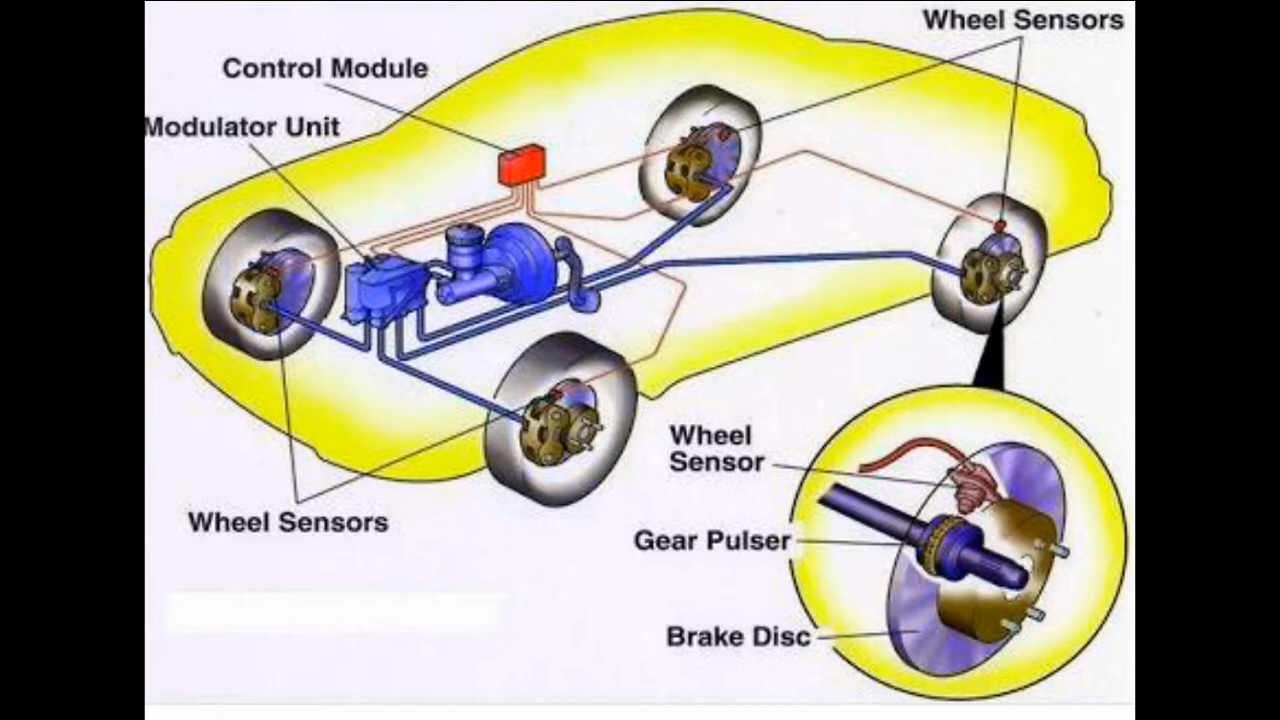 Wheel Sensors
Control Module
Modulator Unit
Wheel
Sensor
Wheel Sensors
Gear Pulser
Brake Disc